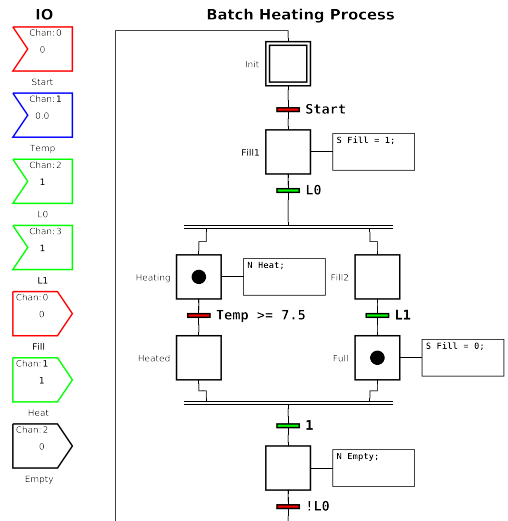 IO
Batch Heating Process
Chan:0
0
Start
Chan:1
0.0
Temp
Chan:2
1
L0
Chan:3
1
L1
Chan:0
0
Fill
Chan:1
1
Heat
Chan:2
0
Empty
Init
Start
Fill1
S Fill = 1;
L0
Heating
N Heat;
Fill2
Temp >= 7.5
L1
Heated
Full
S Fill = 0;
1
N Empty;
!L0